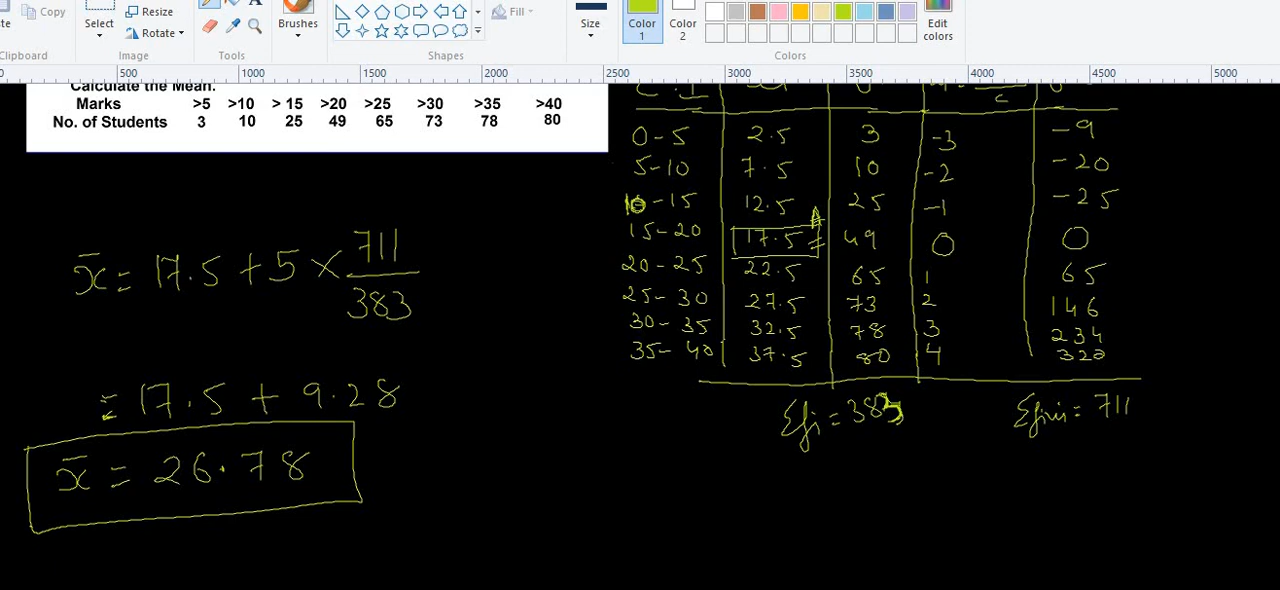 Copy
Resize
Rotate
Select
Brushes
Fill
Size
Color 1
Color 2
Edit colors
Clipboard
Image
Tools
Shapes
Colors
500 1000 1500 2000 2500 3000 3500 4000 4500 5000
Calculate the Mean.
Marks >5 >10 > 15 >20 >25 >30 >35 >40
No. of Students 3 10 25 49 65 73 78 80
x̄ = 17.5 + 5 × 711/383
= 17.5 + 9.28
x̄ = 26.78
0-5 2.5 3 -3 -9
5-10 7.5 10 -2 -20
10-15 12.5 25 -1 -25
15-20 17.5 = A 49 0 0
20-25 22.5 65 1 65
25-30 27.5 73 2 146
30-35 32.5 78 3 234
35-40 37.5 80 4 320
Σfi = 383 Σfiui = 711